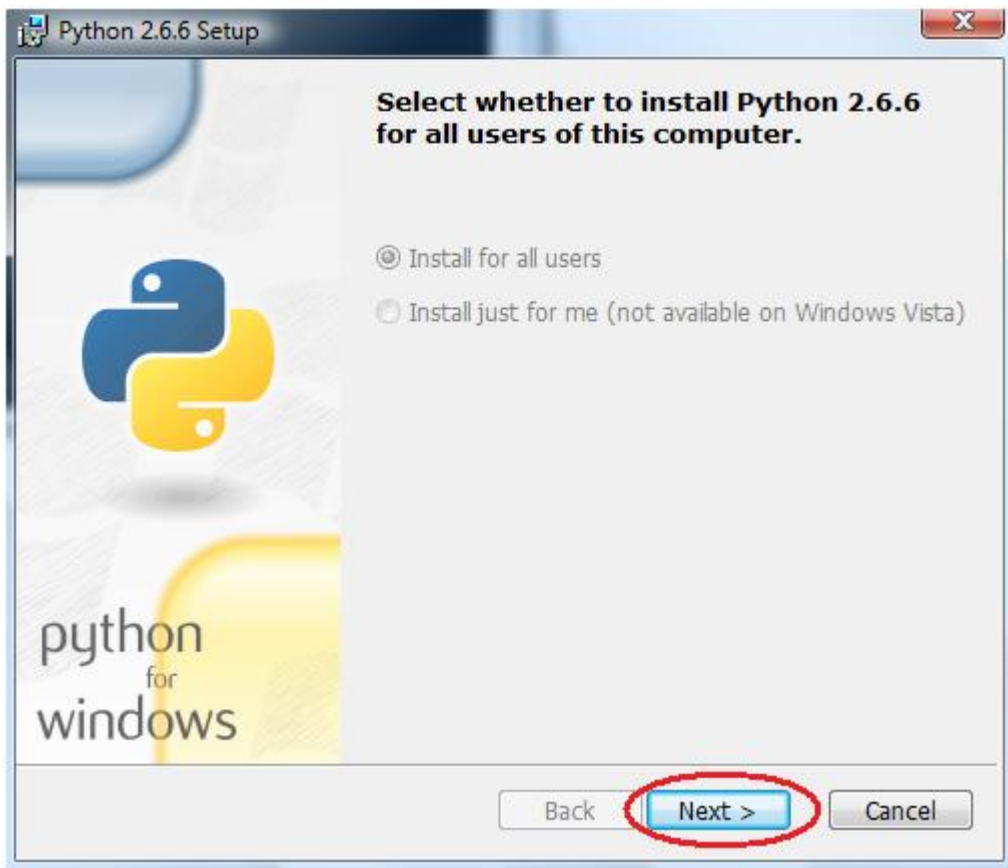 Python 2.6.6 Setup
Select whether to install Python 2.6.6
for all users of this computer.
Install for all users
Install just for me (not available on Windows Vista)
python
for
windows
Back
Next >
Cancel